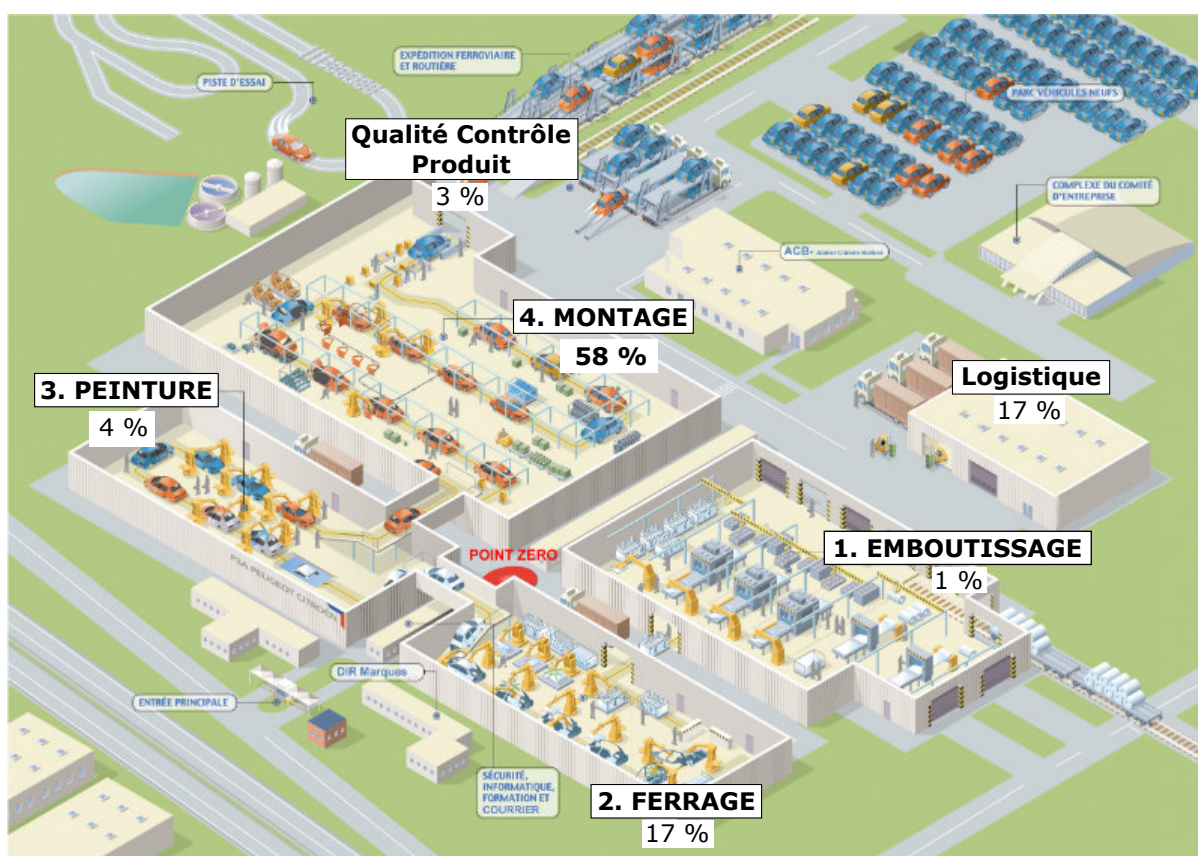 EXPÉDITION FERROVIAIRE
ET ROUTIÈRE
PISTE D'ESSAI
PARC VÉHICULES NEUFS
Qualité Contrôle
Produit
3 %
COMPLEXE DU COMITÉ
D'ENTREPRISE
ACB-
4. MONTAGE
58 %
3. PEINTURE
4 %
Logistique
17 %
1. EMBOUTISSAGE
1 %
POINT ZERO
PSA PEUGEOT CITROËN
DIR Marques
ENTRÉE PRINCIPALE
SÉCURITÉ,
INFORMATIQUE,
FORMATION ET
COURRIER
2. FERRAGE
17 %